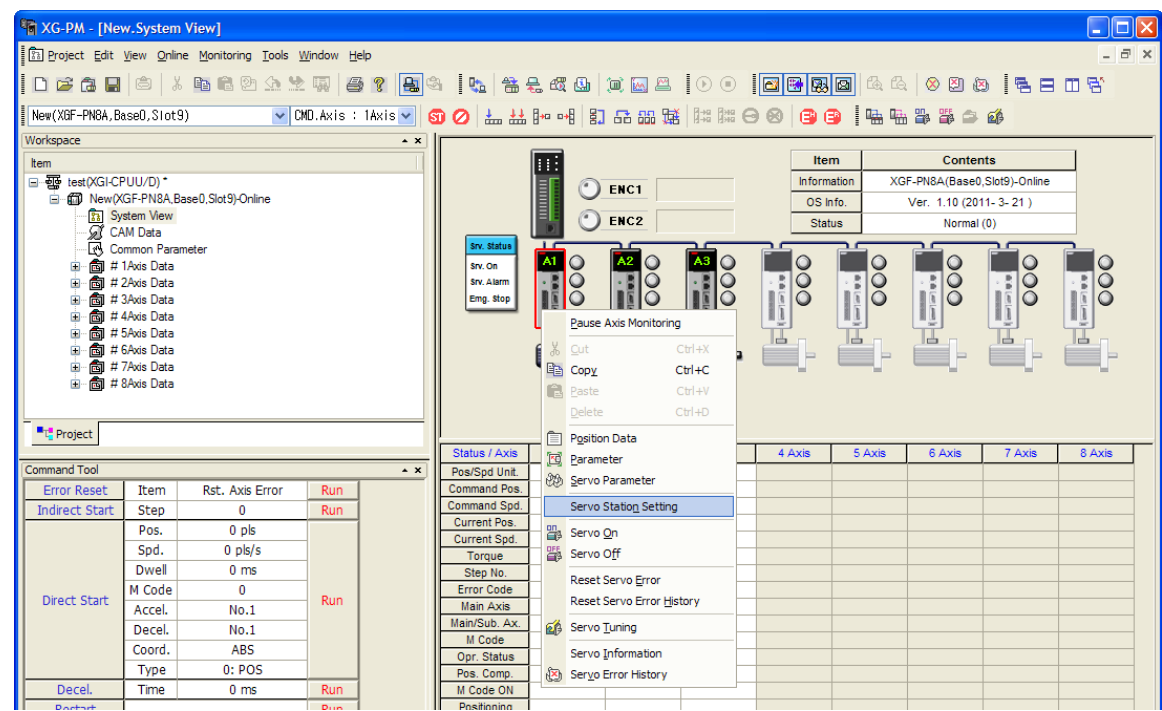 XG-PM - [New.System View]
Project Edit View Online Monitoring Tools Window Help
New(XGF-PN8A, Base0, Slot9) CMD.Axis : 1Axis
Workspace
Item
test(XGI-CPUU/D) *
New(XGF-PN8A,Base0,Slot9)-Online
System View
CAM Data
Common Parameter
# 1Axis Data
# 2Axis Data
# 3Axis Data
# 4Axis Data
# 5Axis Data
# 6Axis Data
# 7Axis Data
# 8Axis Data
Project
Command Tool
Error Reset Item Rst. Axis Error Run
Indirect Start Step 0 Run
Direct Start
Pos. 0 pls
Spd. 0 pls/s
Dwell 0 ms
M Code 0
Accel. No.1
Decel. No.1
Coord. ABS
Type 0: POS
Run
Decel. Time 0 ms Run
Restart Run
ENC1
ENC2
Item Contents
Information XGF-PN8A(Base0,Slot9)-Online
OS Info. Ver. 1.10 (2011- 3- 21 )
Status Normal (0)
Srv. Status
Srv. On
Srv. Alarm
Emg. Stop
A1 A2 A3
Pause Axis Monitoring
Cut Ctrl+X
Copy Ctrl+C
Paste Ctrl+V
Delete Ctrl+D
Position Data
Parameter
Servo Parameter
Servo Station Setting
Servo On
Servo Off
Reset Servo Error
Reset Servo Error History
Servo Tuning
Servo Information
Servo Error History
Status / Axis 4 Axis 5 Axis 6 Axis 7 Axis 8 Axis
Pos/Spd Unit.
Command Pos.
Command Spd.
Current Pos.
Current Spd.
Torque
Step No.
Error Code
Main Axis
Main/Sub. Ax.
M Code
Opr. Status
Pos. Comp.
M Code ON
Positioning